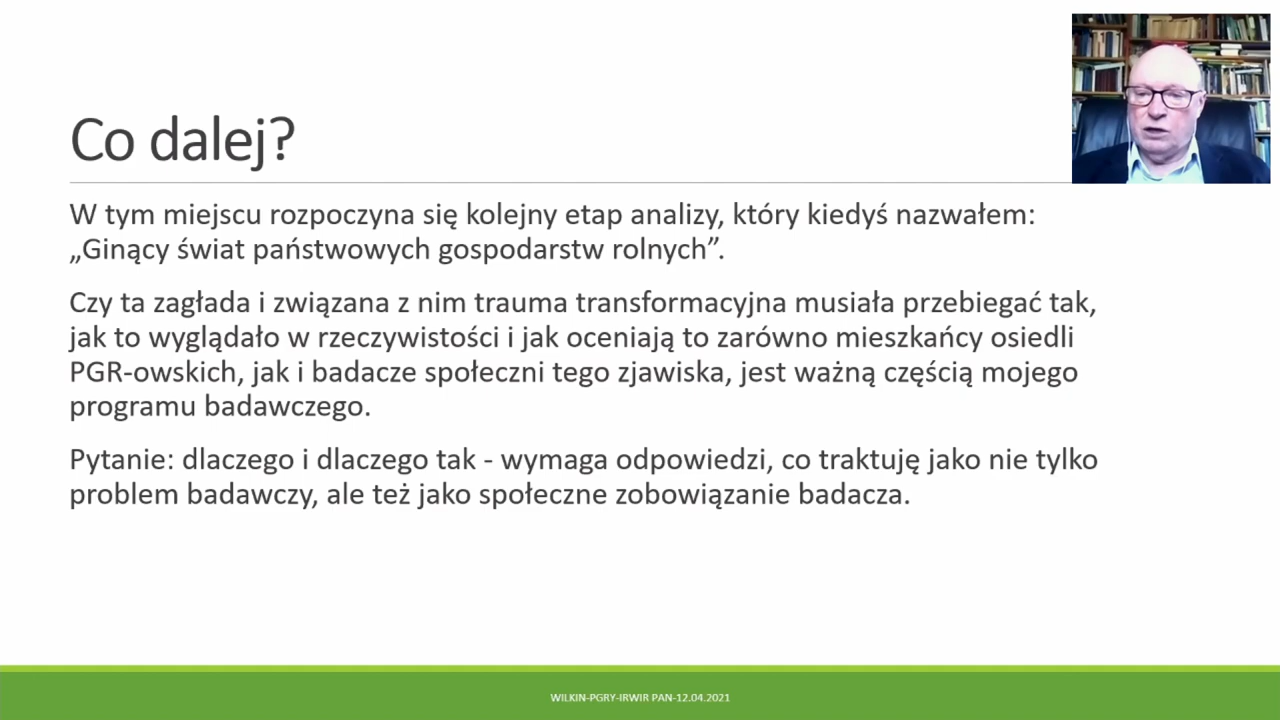 Co dalej?
W tym miejscu rozpoczyna się kolejny etap analizy, który kiedyś nazwałem:
„Ginący świat państwowych gospodarstw rolnych”.
Czy ta zagłada i związana z nim trauma transformacyjna musiała przebiegać tak,
jak to wyglądało w rzeczywistości i jak oceniają to zarówno mieszkańcy osiedli
PGR-owskich, jak i badacze społeczni tego zjawiska, jest ważną częścią mojego
programu badawczego.
Pytanie: dlaczego i dlaczego tak - wymaga odpowiedzi, co traktuję jako nie tylko
problem badawczy, ale też jako społeczne zobowiązanie badacza.
WILKIN-PGRY-IRWIR PAN-12.04.2021